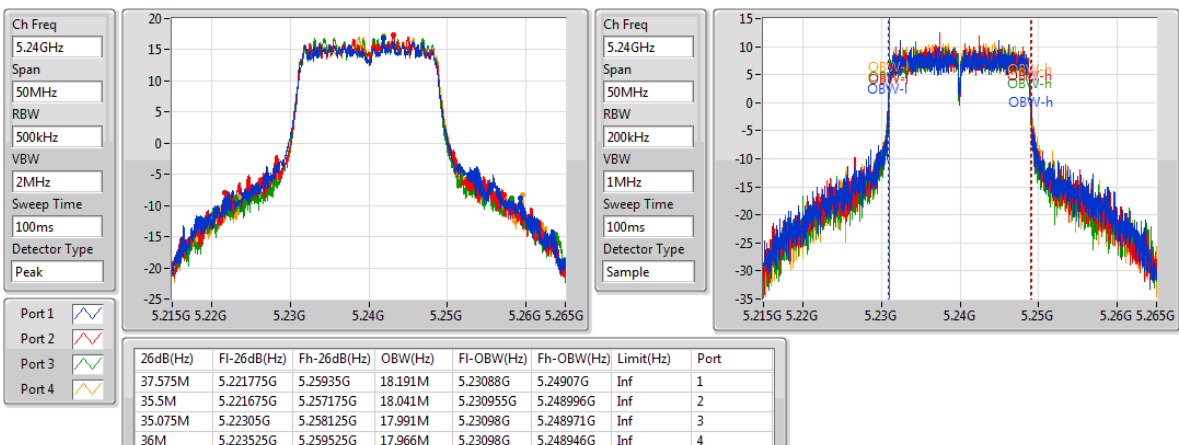 Ch Freq
5.24GHz
Span
50MHz
RBW
500kHz
VBW
2MHz
Sweep Time
100ms
Detector Type
Peak
20
15
10
5
0
-5
-10
-15
-20
-25
5.215G 5.22G 5.23G 5.24G 5.25G 5.26G 5.265G
Ch Freq
5.24GHz
Span
50MHz
RBW
200kHz
VBW
1MHz
Sweep Time
100ms
Detector Type
Sample
15
10
5
0
-5
-10
-15
-20
-25
-30
-35
OBW-l
OBW-h
OBW-h
OBW-h
5.215G 5.22G 5.23G 5.24G 5.25G 5.26G 5.265G
Port 1
Port 2
Port 3
Port 4
26dB(Hz) Fl-26dB(Hz) Fh-26dB(Hz) OBW(Hz) Fl-OBW(Hz) Fh-OBW(Hz) Limit(Hz) Port
37.575M 5.221775G 5.25935G 18.191M 5.23088G 5.24907G Inf 1
35.5M 5.221675G 5.257175G 18.041M 5.230955G 5.248996G Inf 2
35.075M 5.22305G 5.258125G 17.991M 5.23098G 5.248971G Inf 3
36M 5.223525G 5.259525G 17.966M 5.23098G 5.248946G Inf 4